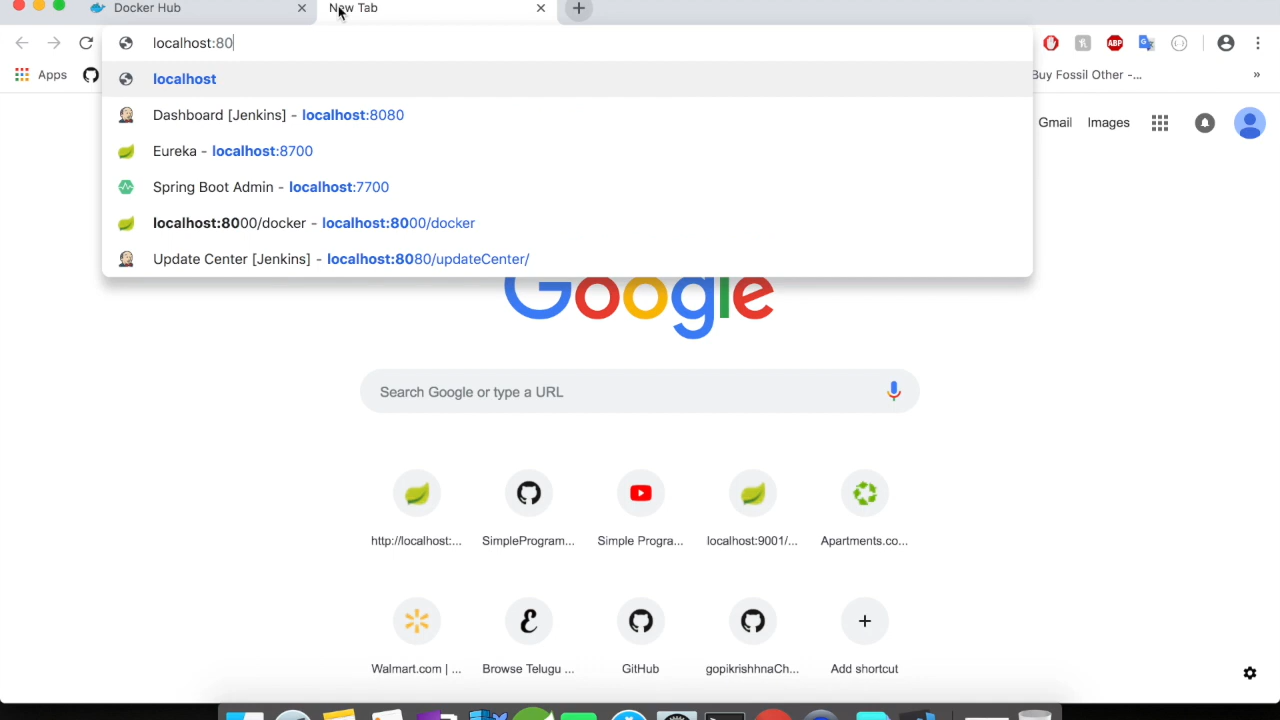 Docker Hub
New Tab
localhost:80
Apps
Buy Fossil Other -...
»
localhost
Dashboard [Jenkins] - localhost:8080
Eureka - localhost:8700
Spring Boot Admin - localhost:7700
localhost:8000/docker - localhost:8000/docker
Update Center [Jenkins] - localhost:8080/updateCenter/
Gmail Images
Google
Search Google or type a URL
http://localhost:...
SimpleProgram...
Simple Progra...
localhost:9001/...
Apartments.co...
Walmart.com | ...
Browse Telugu ...
GitHub
gopikrishhnaCh...
Add shortcut
ABP